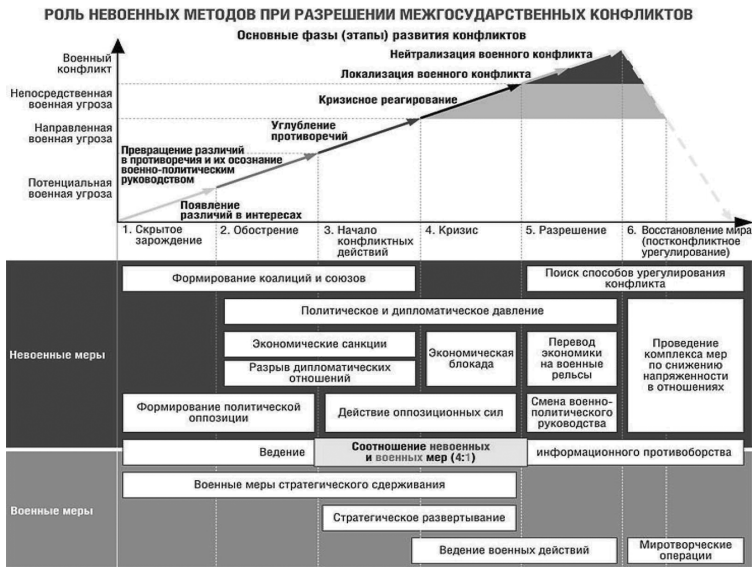 РОЛЬ НЕВОЕННЫХ МЕТОДОВ ПРИ РАЗРЕШЕНИИ МЕЖГОСУДАРСТВЕННЫХ КОНФЛИКТОВ
Основные фазы (этапы) развития конфликтов
Военный
конфликт
Непосредственная
военная угроза
Направленная
военная угроза
Потенциальная
военная угроза
Нейтрализация военного конфликта
Локализация военного конфликта
Кризисное реагирование
Углубление
противоречий
Превращение различий
в противоречия и их осознание
военно-политическим
руководством
Появление
различий в интересах
1. Скрытое
зарождение
2. Обострение
3. Начало
конфликтных
действий
4. Кризис
5. Разрешение
6. Восстановление мира
(постконфликтное
урегулирование)
Невоенные меры
Формирование коалиций и союзов
Поиск способов урегулирования
конфликта
Политическое и дипломатическое давление
Экономические санкции
Разрыв дипломатических
отношений
Экономическая
блокада
Перевод
экономики
на военные
рельсы
Проведение
комплекса мер
по снижению
напряженности
в отношениях
Формирование политической
оппозиции
Действие оппозиционных сил
Смена военно-
политического
руководства
Ведение
Соотношение невоенных
и военных мер (4:1)
информационного противоборства
Военные меры
Военные меры стратегического сдерживания
Стратегическое развертывание
Ведение военных действий
Миротворческие
операции